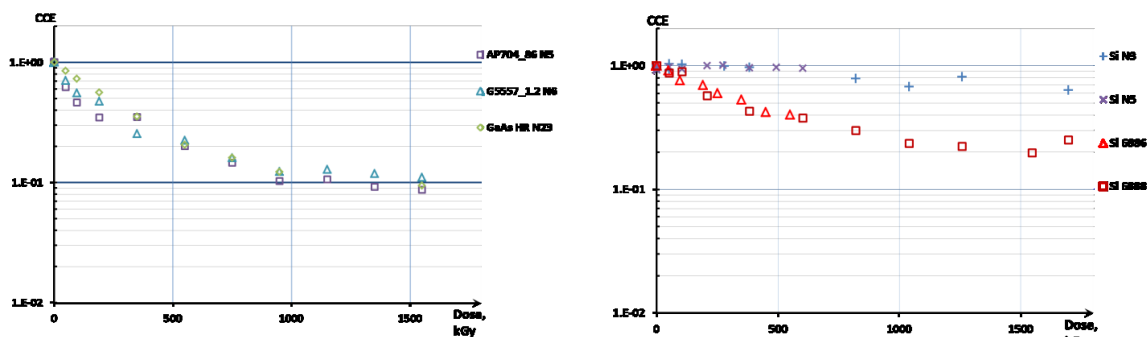 CCE
1.E+00
1.E-01
1.E-02
0
500
1000
1500
Dose,
kGy
AP704_86 N5
G5557_1.2 N6
GaAs HR N23
CCE
1.E+00
1.E-01
1.E-02
0
500
1000
1500
Dose,
Si N3
Si N5
Si 6886
Si 6888